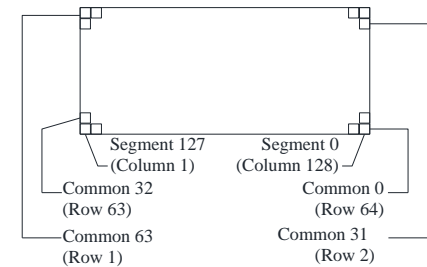 Segment 127 Segment 0
(Column 1) (Column 128)
Common 32 Common 0
(Row 63) (Row 64)
Common 63 Common 31
(Row 1) (Row 2)